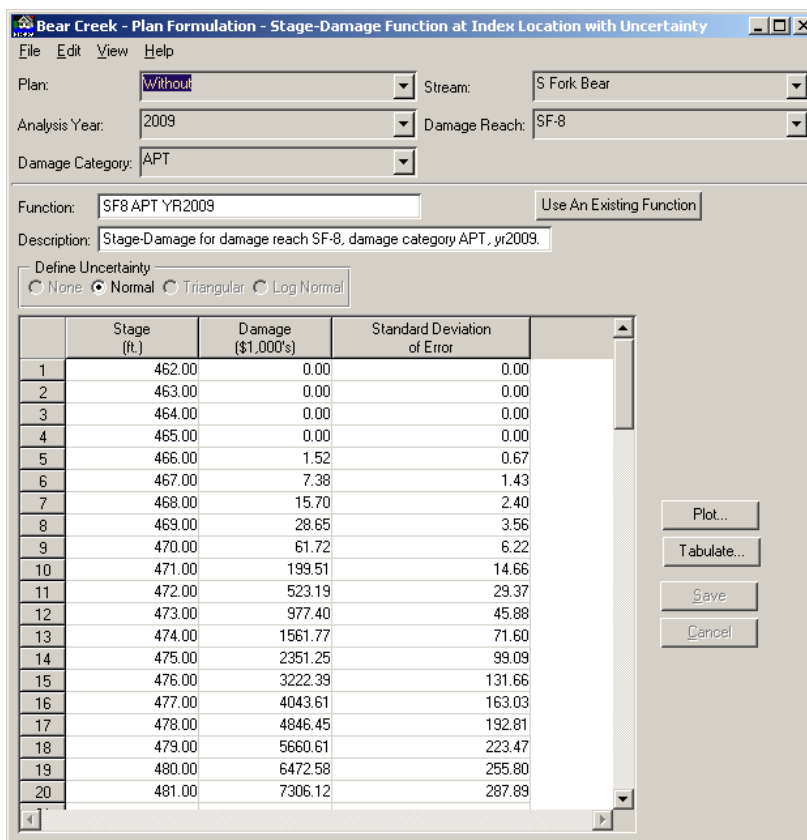 Bear Creek - Plan Formulation - Stage-Damage Function at Index Location with Uncertainty
File Edit View Help
Plan: Without Stream: S Fork Bear
Analysis Year: 2009 Damage Reach: SF-8
Damage Category: APT
Function: SF8 APT YR2009 Use An Existing Function
Description: Stage-Damage for damage reach SF-8, damage category APT, yr2009.
Define Uncertainty
None Normal Triangular Log Normal
Stage Damage Standard Deviation
(ft.) ($1,000's) of Error
1 462.00 0.00 0.00
2 463.00 0.00 0.00
3 464.00 0.00 0.00
4 465.00 0.00 0.00
5 466.00 1.52 0.67
6 467.00 7.38 1.43
7 468.00 15.70 2.40
8 469.00 28.65 3.56
9 470.00 61.72 6.22
10 471.00 199.51 14.66
11 472.00 523.19 29.37
12 473.00 977.40 45.88
13 474.00 1561.77 71.60
14 475.00 2351.25 99.09
15 476.00 3222.39 131.66
16 477.00 4043.61 163.03
17 478.00 4846.45 192.81
18 479.00 5660.61 223.47
19 480.00 6472.58 255.80
20 481.00 7306.12 287.89
Plot...
Tabulate...
Save
Cancel